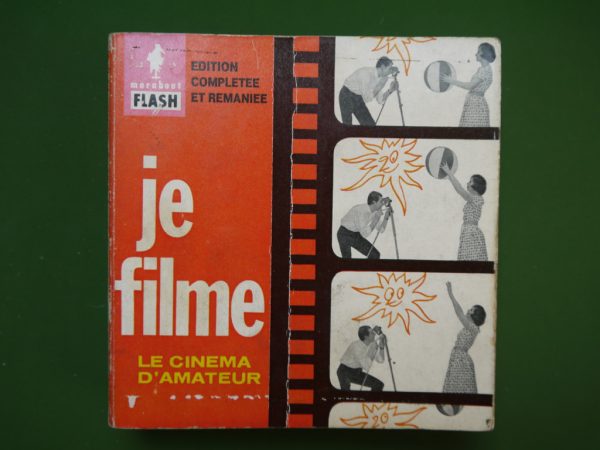 marabout
FLASH
EDITION
COMPLETEE
ET REMANIEE
je
filme
LE CINEMA
D'AMATEUR